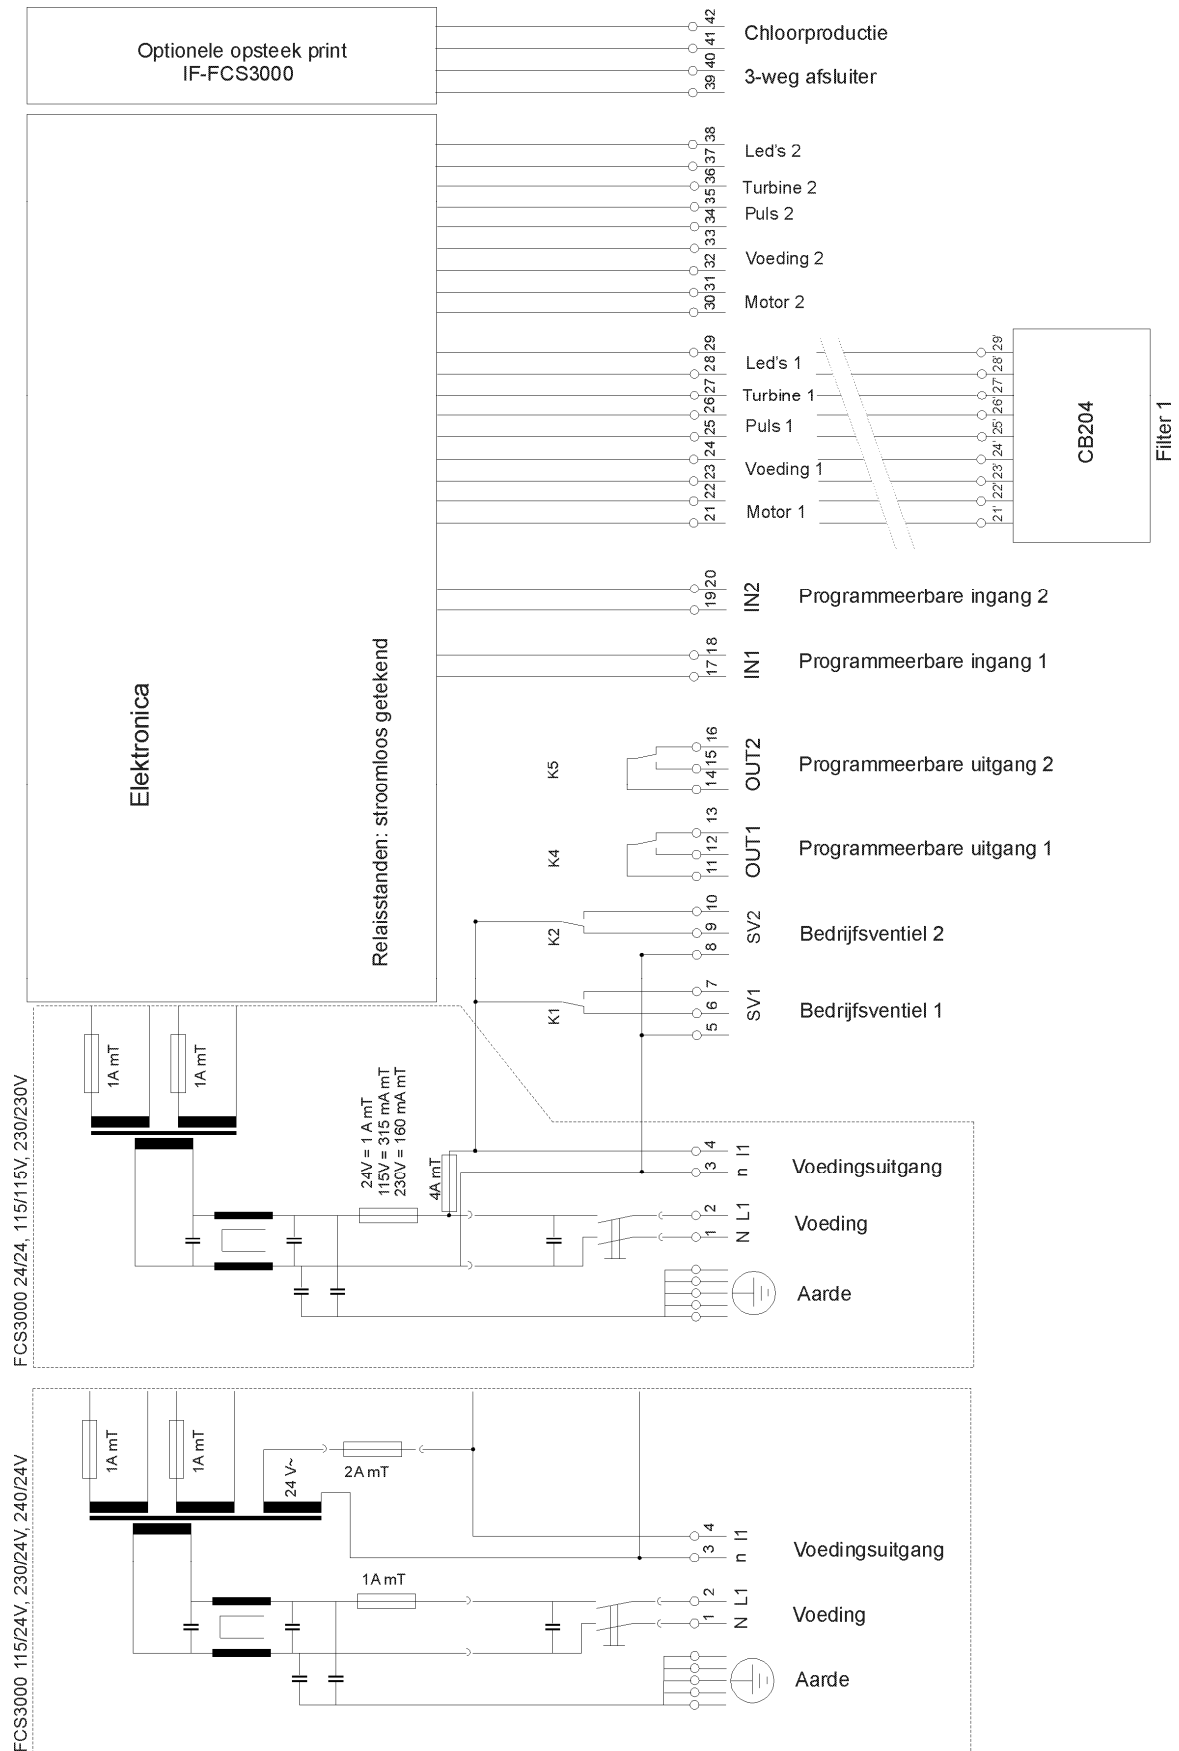 Optionele opsteek print
IF-FCS3000
42
41
40
39
Chloorproductie
3-weg afsluiter
38
37
36
35
34
33
32
31
30
Led's 2
Turbine 2
Puls 2
Voeding 2
Motor 2
29
28
27
26
25
24
23
22
21
Led's 1
Turbine 1
Puls 1
Voeding 1
Motor 1
29'
28'
27'
26'
25'
24'
23'
22'
21'
CB204
Filter 1
Elektronica
Relaisstanden: stroomloos getekend
20
19
IN2
Programmeerbare ingang 2
18
17
IN1
Programmeerbare ingang 1
K5
16
15
14
OUT2
Programmeerbare uitgang 2
K4
13
12
11
OUT1
Programmeerbare uitgang 1
K2
10
9
8
SV2
Bedrijfsventiel 2
K1
7
6
5
SV1
Bedrijfsventiel 1
FCS3000 24/24, 115/115V, 230/230V
1A mT
1A mT
24V = 1 A mT
115V = 315 mA mT
230V = 160 mA mT
4A mT
4
3
n l1
Voedingsuitgang
2
1
N L1
Voeding
Aarde
FCS3000 115/24V, 230/24V, 240/24V
1A mT
1A mT
24 V~
2A mT
4
3
n l1
Voedingsuitgang
1A mT
2
1
N L1
Voeding
Aarde